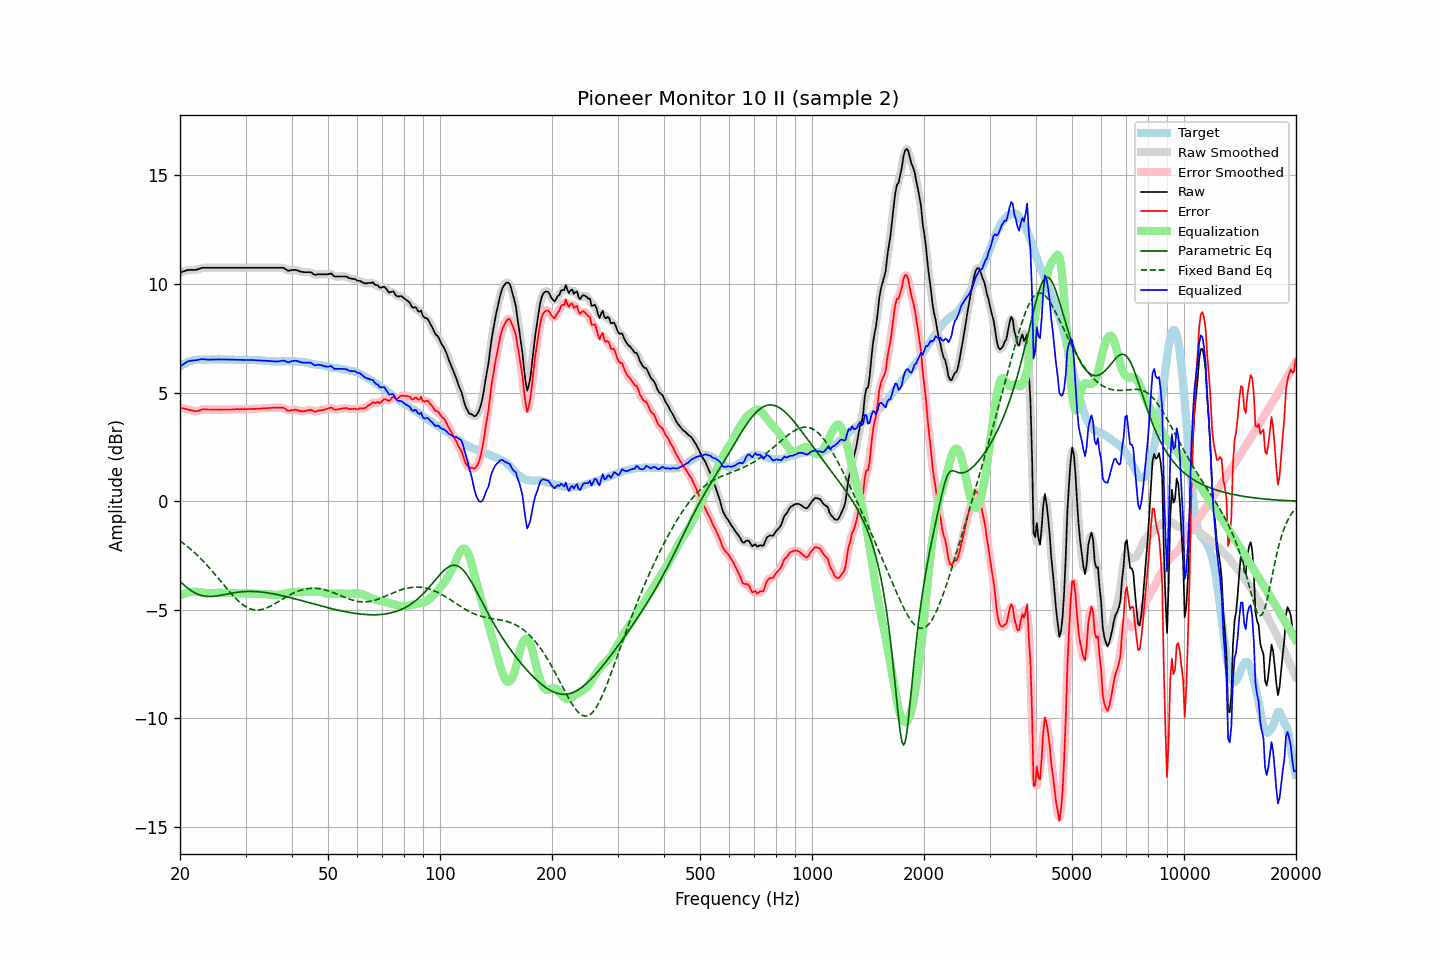 Pioneer Monitor 10 II (sample 2)
Target
Raw Smoothed
Error Smoothed
Raw
Error
Equalization
Parametric Eq
Fixed Band Eq
Equalized
Amplitude (dBr)
15
10
5
0
−5
−10
−15
20 50 100 200 500 1000 2000 5000 10000 20000
Frequency (Hz)